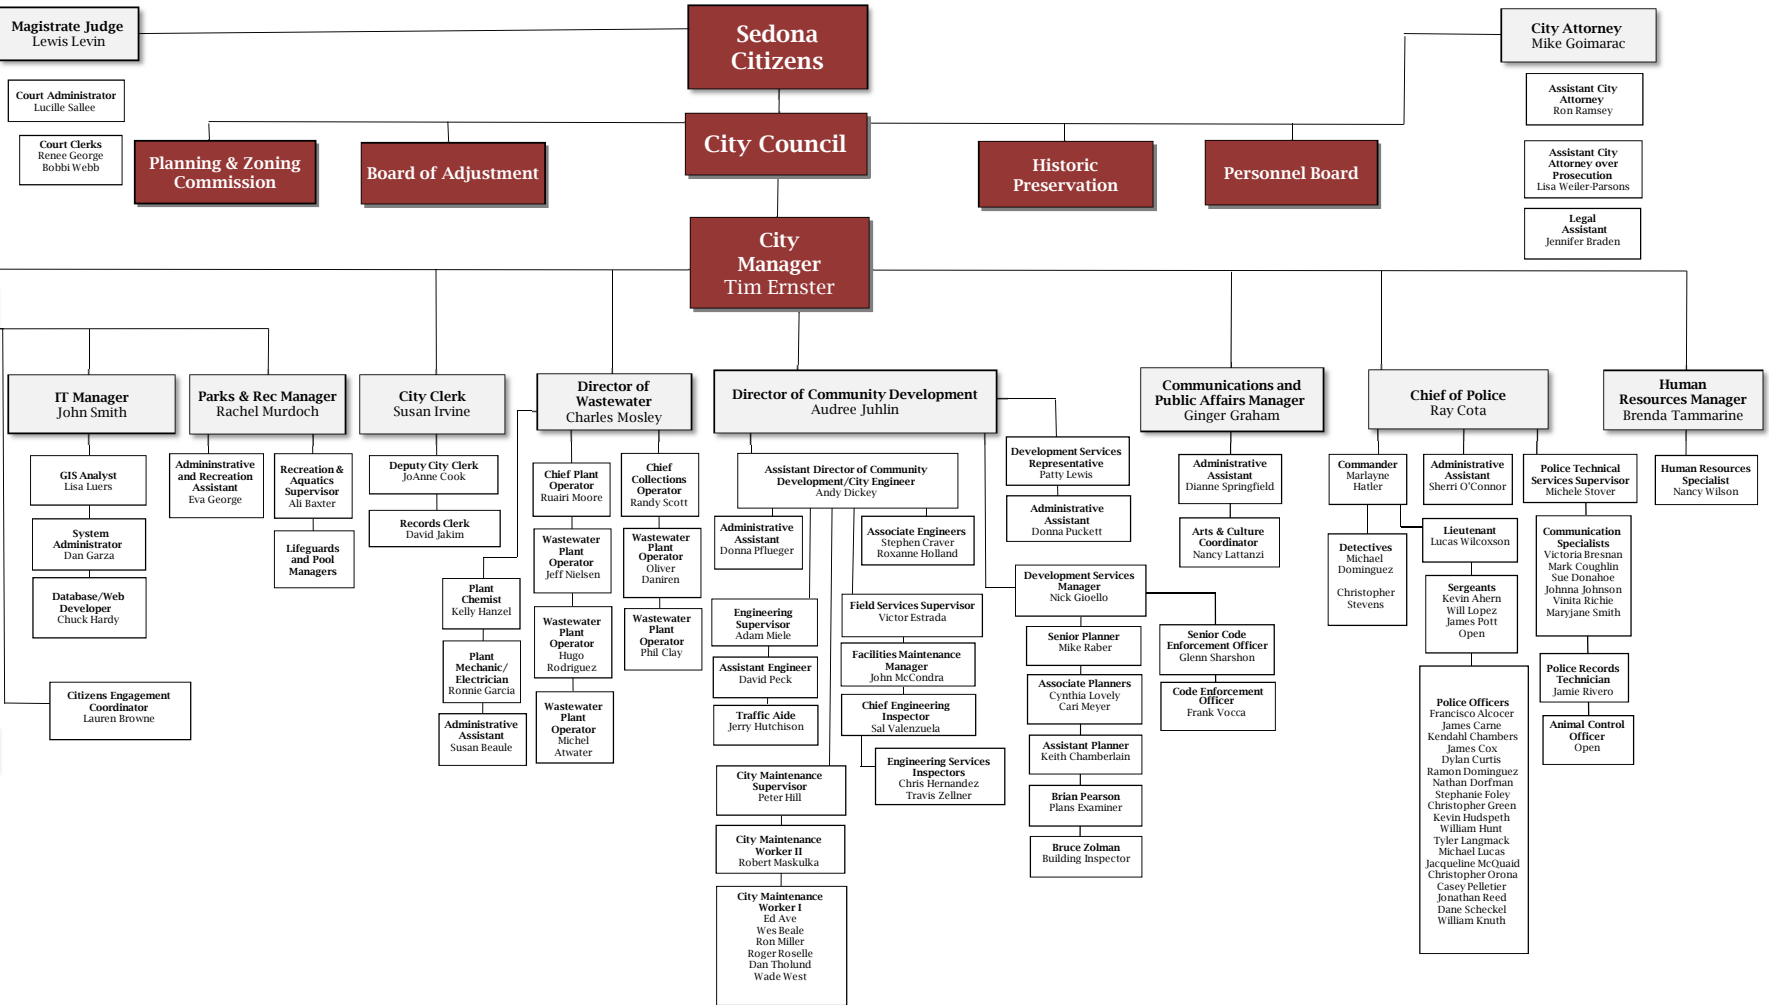 Magistrate Judge
Lewis Levin
Sedona
Citizens
City Attorney
Mike Goimarac
Court Administrator
Lucille Sallee
Court Clerks
Renee George
Bobbi Webb
Assistant City
Attorney
Ron Ramsey
Assistant City
Attorney over
Prosecution
Lisa Weiler-Parsons
Legal
Assistant
Jennifer Braden
City Council
Planning & Zoning
Commission
Board of Adjustment
Historic
Preservation
Personnel Board
City
Manager
Tim Ernster
IT Manager
John Smith
Parks & Rec Manager
Rachel Murdoch
City Clerk
Susan Irvine
Director of
Wastewater
Charles Mosley
Director of Community Development
Audree Juhlin
Communications and
Public Affairs Manager
Ginger Graham
Chief of Police
Ray Cota
Human
Resources Manager
Brenda Tammarine
GIS Analyst
Lisa Luers
System
Administrator
Dan Garza
Database/Web
Developer
Chuck Hardy
Citizens Engagement
Coordinator
Lauren Browne
Admininstrative
and Recreation
Assistant
Eva George
Recreation &
Aquatics
Supervisor
Ali Baxter
Lifeguards
and Pool
Managers
Deputy City Clerk
JoAnne Cook
Records Clerk
David Jakim
Plant
Chemist
Kelly Hanzel
Plant
Mechanic/
Electrician
Ronnie Garcia
Administrative
Assistant
Susan Beaule
Chief Plant
Operator
Ruairi Moore
Wastewater
Plant
Operator
Jeff Nielsen
Wastewater
Plant
Operator
Hugo
Rodriguez
Wastewater
Plant
Operator
Michel
Atwater
Chief
Collections
Operator
Randy Scott
Wastewater
Plant
Operator
Oliver
Daniren
Wastewater
Plant
Operator
Phil Clay
Assistant Director of Community
Development/City Engineer
Andy Dickey
Administrative
Assistant
Donna Pflueger
Associate Engineers
Stephen Craver
Roxanne Holland
Engineering
Supervisor
Adam Miele
Assistant Engineer
David Peck
Traffic Aide
Jerry Hutchison
Field Services Supervisor
Victor Estrada
Facilities Maintenance
Manager
John McCondra
Chief Engineering
Inspector
Sal Valenzuela
Engineering Services
Inspectors
Chris Hernandez
Travis Zellner
City Maintenance
Supervisor
Peter Hill
City Maintenance
Worker II
Robert Maskulka
City Maintenance
Worker I
Ed Ave
Wes Beale
Ron Miller
Roger Roselle
Dan Tholund
Wade West
Development Services
Representative
Patty Lewis
Administrative
Assistant
Donna Puckett
Development Services
Manager
Nick Gioello
Senior Planner
Mike Raber
Associate Planners
Cynthia Lovely
Cari Meyer
Assistant Planner
Keith Chamberlain
Brian Pearson
Plans Examiner
Bruce Zolman
Building Inspector
Senior Code
Enforcement Officer
Glenn Sharshon
Code Enforcement
Officer
Frank Vocca
Administrative
Assistant
Dianne Springfield
Arts & Culture
Coordinator
Nancy Lattanzi
Commander
Marlayne
Hatler
Detectives
Michael
Dominguez
Christopher
Stevens
Administrative
Assistant
Sherri O'Connor
Lieutenant
Lucas Wilcoxson
Sergeants
Kevin Ahern
Will Lopez
James Pott
Open
Police Officers
Francisco Alcocer
James Carne
Kendahl Chambers
James Cox
Dylan Curtis
Ramon Dominguez
Nathan Dorfman
Stephanie Foley
Christopher Green
Kevin Hudspeth
William Hunt
Tyler Langmack
Michael Lucas
Jacqueline McQuaid
Christopher Orona
Casey Pelletier
Jonathan Reed
Dane Scheckel
William Knuth
Police Technical
Services Supervisor
Michele Stover
Communication
Specialists
Victoria Bresnan
Mark Coughlin
Sue Donahoe
Johnna Johnson
Vinita Richie
Maryjane Smith
Police Records
Technician
Jamie Rivero
Animal Control
Officer
Open
Human Resources
Specialist
Nancy Wilson